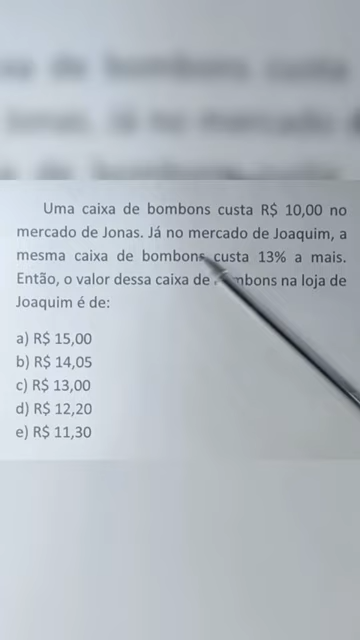 Uma caixa de bombons custa R$ 10,00 no
mercado de Jonas. Já no mercado de Joaquim, a
mesma caixa de bombons custa 13% a mais.
Então, o valor dessa caixa de bombons na loja de
Joaquim é de:
a) R$ 15,00
b) R$ 14,05
c) R$ 13,00
d) R$ 12,20
e) R$ 11,30